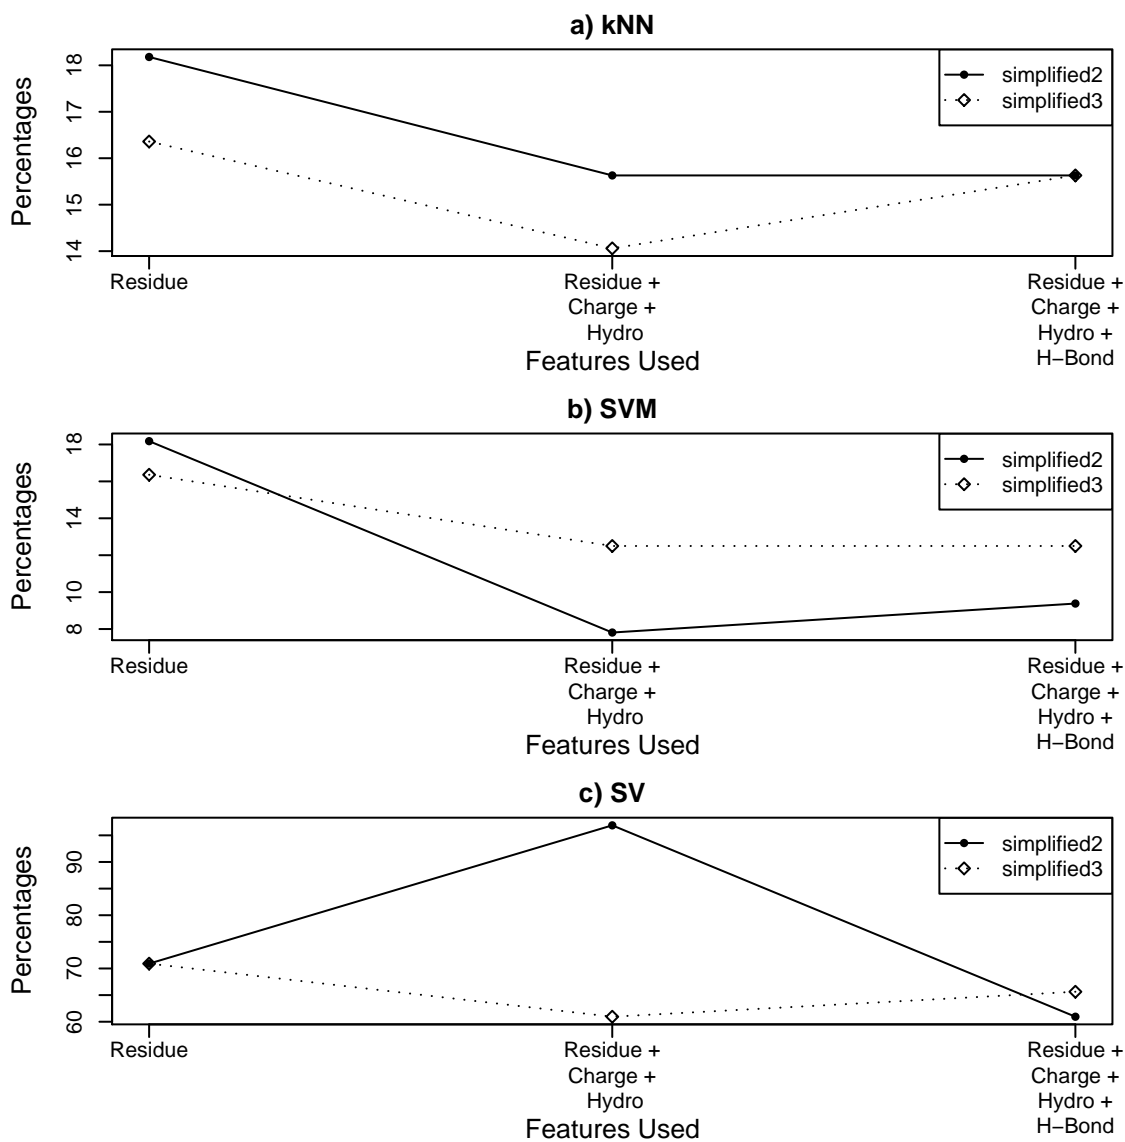 a) kNN
Percentages
18
17
16
15
14
simplified2
simplified3
Residue
Residue +
Charge +
Hydro
Residue +
Charge +
Hydro +
H−Bond
Features Used
b) SVM
Percentages
18
14
10
8
simplified2
simplified3
Residue
Residue +
Charge +
Hydro
Residue +
Charge +
Hydro +
H−Bond
Features Used
c) SV
Percentages
90
80
70
60
simplified2
simplified3
Residue
Residue +
Charge +
Hydro
Residue +
Charge +
Hydro +
H−Bond
Features Used